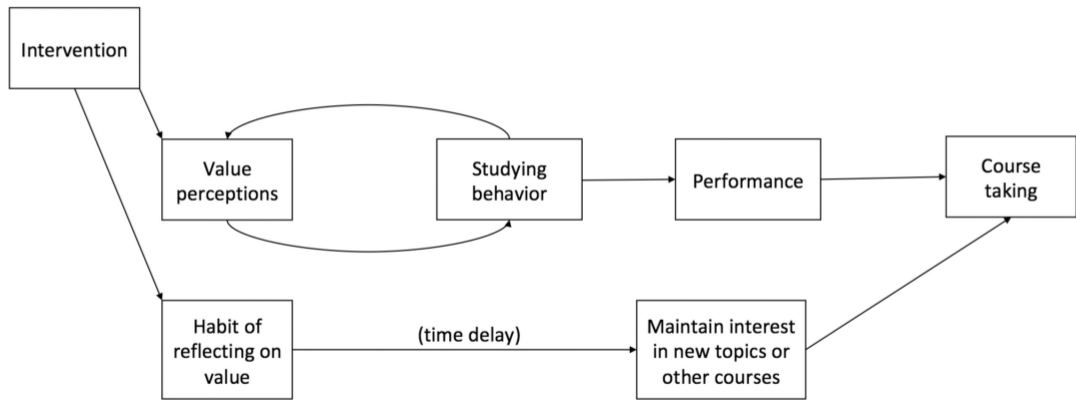 Intervention
Value
perceptions
Studying
behavior
Performance
Course
taking
Habit of
reflecting on
value
(time delay)
Maintain interest
in new topics or
other courses